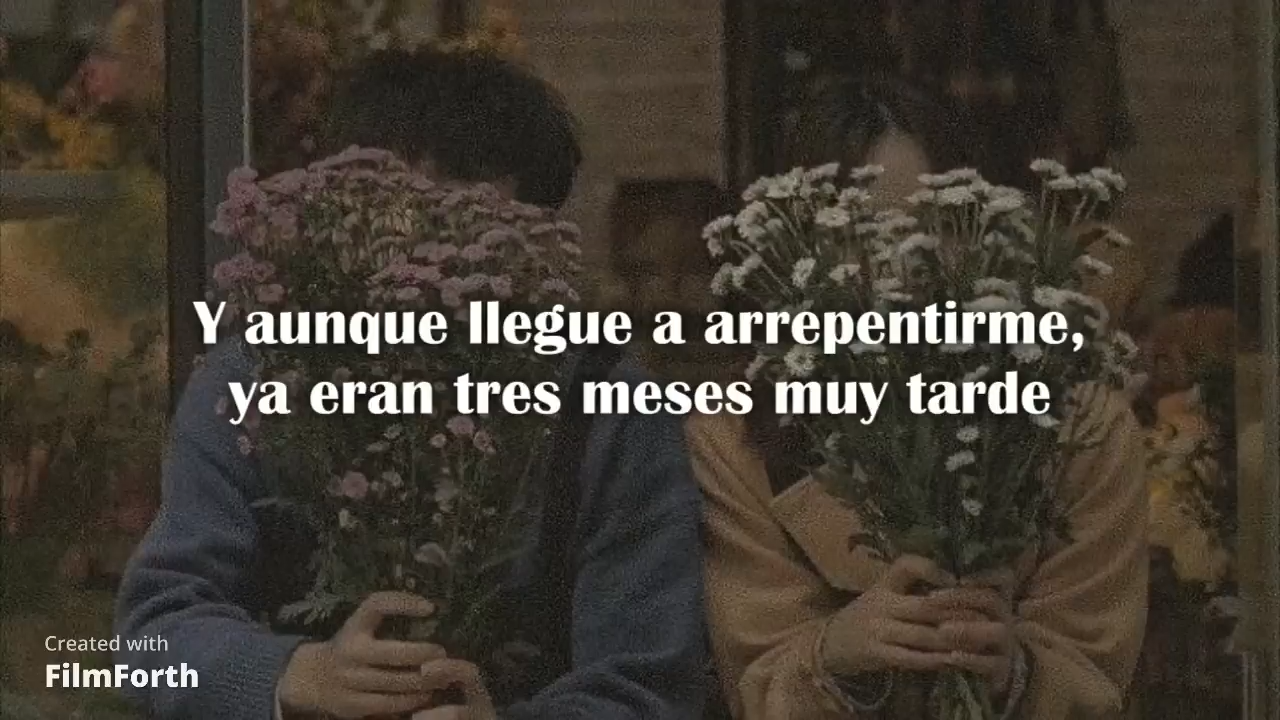 Y aunque llegue a arrepentirme,
ya eran tres meses muy tarde
Created with
FilmForth